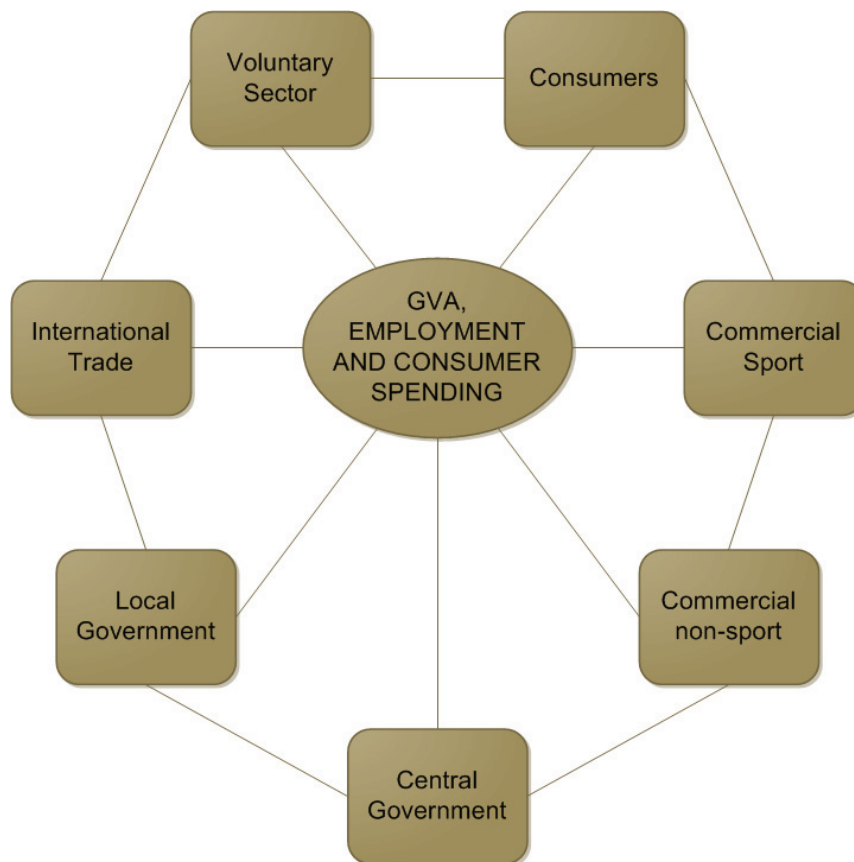 Voluntary
Sector
Consumers
International
Trade
GVA,
EMPLOYMENT
AND CONSUMER
SPENDING
Commercial
Sport
Local
Government
Commercial
non-sport
Central
Government